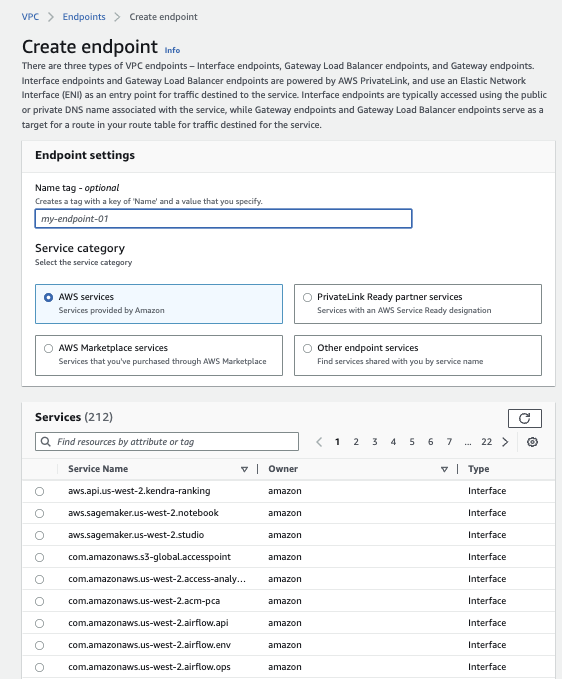 VPC > Endpoints > Create endpoint
Create endpoint Info
There are three types of VPC endpoints – Interface endpoints, Gateway Load Balancer endpoints, and Gateway endpoints.
Interface endpoints and Gateway Load Balancer endpoints are powered by AWS PrivateLink, and use an Elastic Network
Interface (ENI) as an entry point for traffic destined to the service. Interface endpoints are typically accessed using the public
or private DNS name associated with the service, while Gateway endpoints and Gateway Load Balancer endpoints serve as a
target for a route in your route table for traffic destined for the service.
Endpoint settings
Name tag - optional
Creates a tag with a key of 'Name' and a value that you specify.
my-endpoint-01
Service category
Select the service category
AWS services
Services provided by Amazon
PrivateLink Ready partner services
Services with an AWS Service Ready designation
AWS Marketplace services
Services that you've purchased through AWS Marketplace
Other endpoint services
Find services shared with you by service name
Services (212)
Find resources by attribute or tag
< 1 2 3 4 5 6 7 ... 22 >
Service Name Owner Type
aws.api.us-west-2.kendra-ranking amazon Interface
aws.sagemaker.us-west-2.notebook amazon Interface
aws.sagemaker.us-west-2.studio amazon Interface
com.amazonaws.s3-global.accesspoint amazon Interface
com.amazonaws.us-west-2.access-analy... amazon Interface
com.amazonaws.us-west-2.acm-pca amazon Interface
com.amazonaws.us-west-2.airflow.api amazon Interface
com.amazonaws.us-west-2.airflow.env amazon Interface
com.amazonaws.us-west-2.airflow.ops amazon Interface